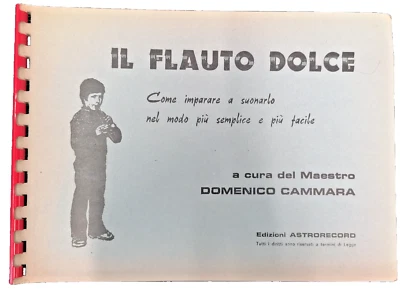 IL FLAUTO DOLCE
Come imparare a suonarlo
nel modo più semplice e più facile
a cura del Maestro
DOMENICO CAMMARA
Edizioni ASTRORECORD
Tutti i diritti sono riservati a termini di Legge